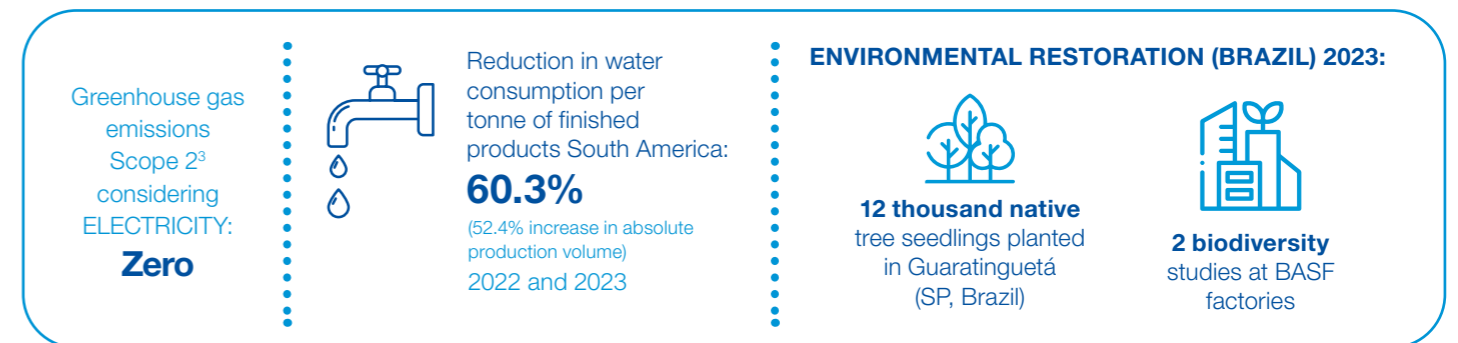 Greenhouse gas
emissions
Scope 2³
considering
ELECTRICITY:
Zero
Reduction in water
consumption per
tonne of finished
products South America:
60.3%
(52.4% increase in absolute
production volume)
2022 and 2023
ENVIRONMENTAL RESTORATION (BRAZIL) 2023:
12 thousand native
tree seedlings planted
in Guaratinguetá
(SP, Brazil)
2 biodiversity
studies at BASF
factories